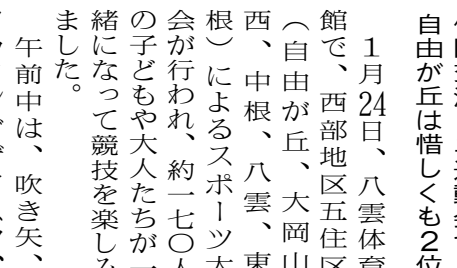 自由が丘は惜しくも2位
1月24日、八雲体育
館で、西部地区五住区
（自由が丘、大岡山
西、中根、八雲、東
根）によるスポーツ大
会が行われ、約一七〇人
の子どもや大人たちが一
緒になって競技を楽しみ
ました。
午前中は、吹き矢、